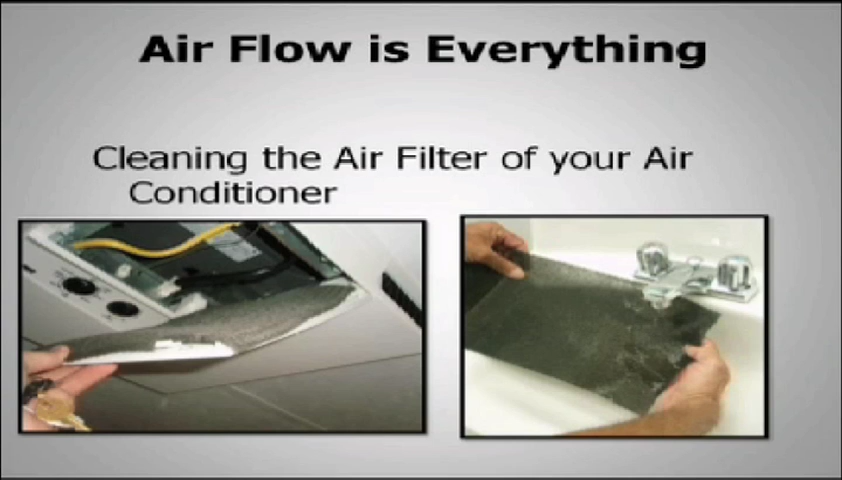 Air Flow is Everything
Cleaning the Air Filter of your Air
Conditioner